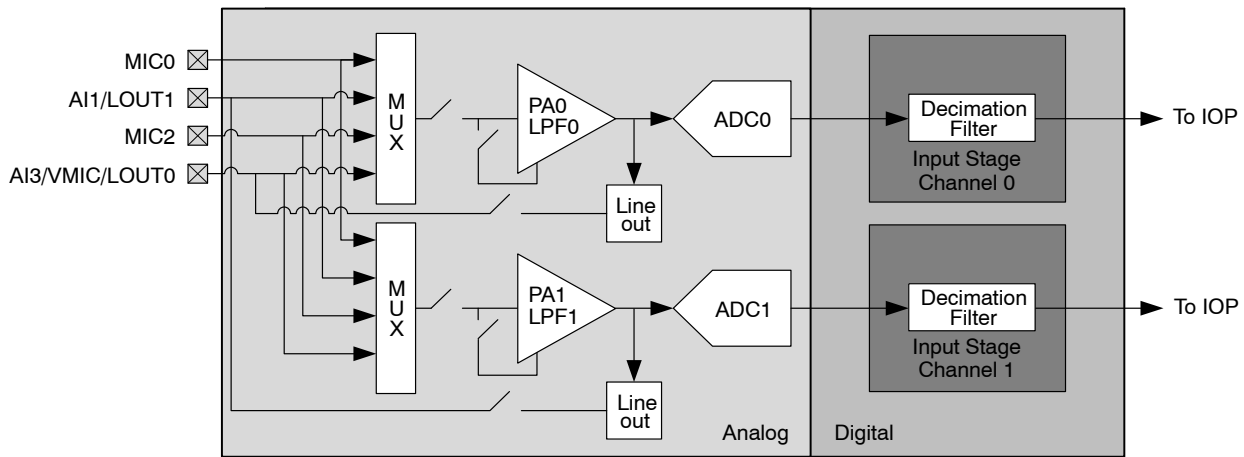 MIC0
AI1/LOUT1
MIC2
AI3/VMIC/LOUT0
M
U
X
PA0
LPF0
ADC0
Line
out
Decimation
Filter
Input Stage
Channel 0
To IOP
M
U
X
PA1
LPF1
ADC1
Line
out
Decimation
Filter
Input Stage
Channel 1
To IOP
Analog
Digital